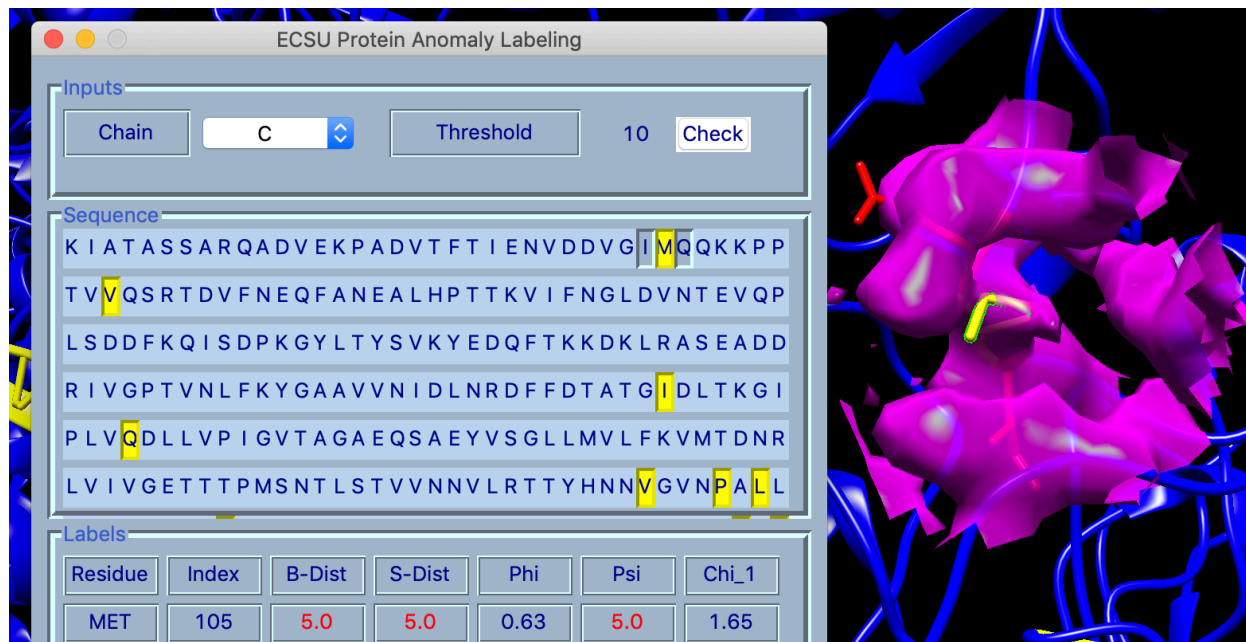 ECSU Protein Anomaly Labeling
Inputs
Chain C Threshold 10 Check
Sequence
K I A T A S S A R Q A D V E K P A D V T F T I E N V D D V G I M Q Q K K P P
T V V Q S R T D V F N E Q F A N E A L H P T T K V I F N G L D V N T E V Q P
L S D D F K Q I S D P K G Y L T Y S V K Y E D Q F T K K D K L R A S E A D D
R I V G P T V N L F K Y G A A V V N I D L N R D F F D T A T G I D L T K G I
P L V Q D L L V P I G V T A G A E Q S A E Y V S G L L M V L F K V M T D N R
L V I V G E T T T P M S N T L S T V V N N V L R T T Y H N N V G V N P A L L
Labels
Residue Index B-Dist S-Dist Phi Psi Chi_1
MET 105 5.0 5.0 0.63 5.0 1.65